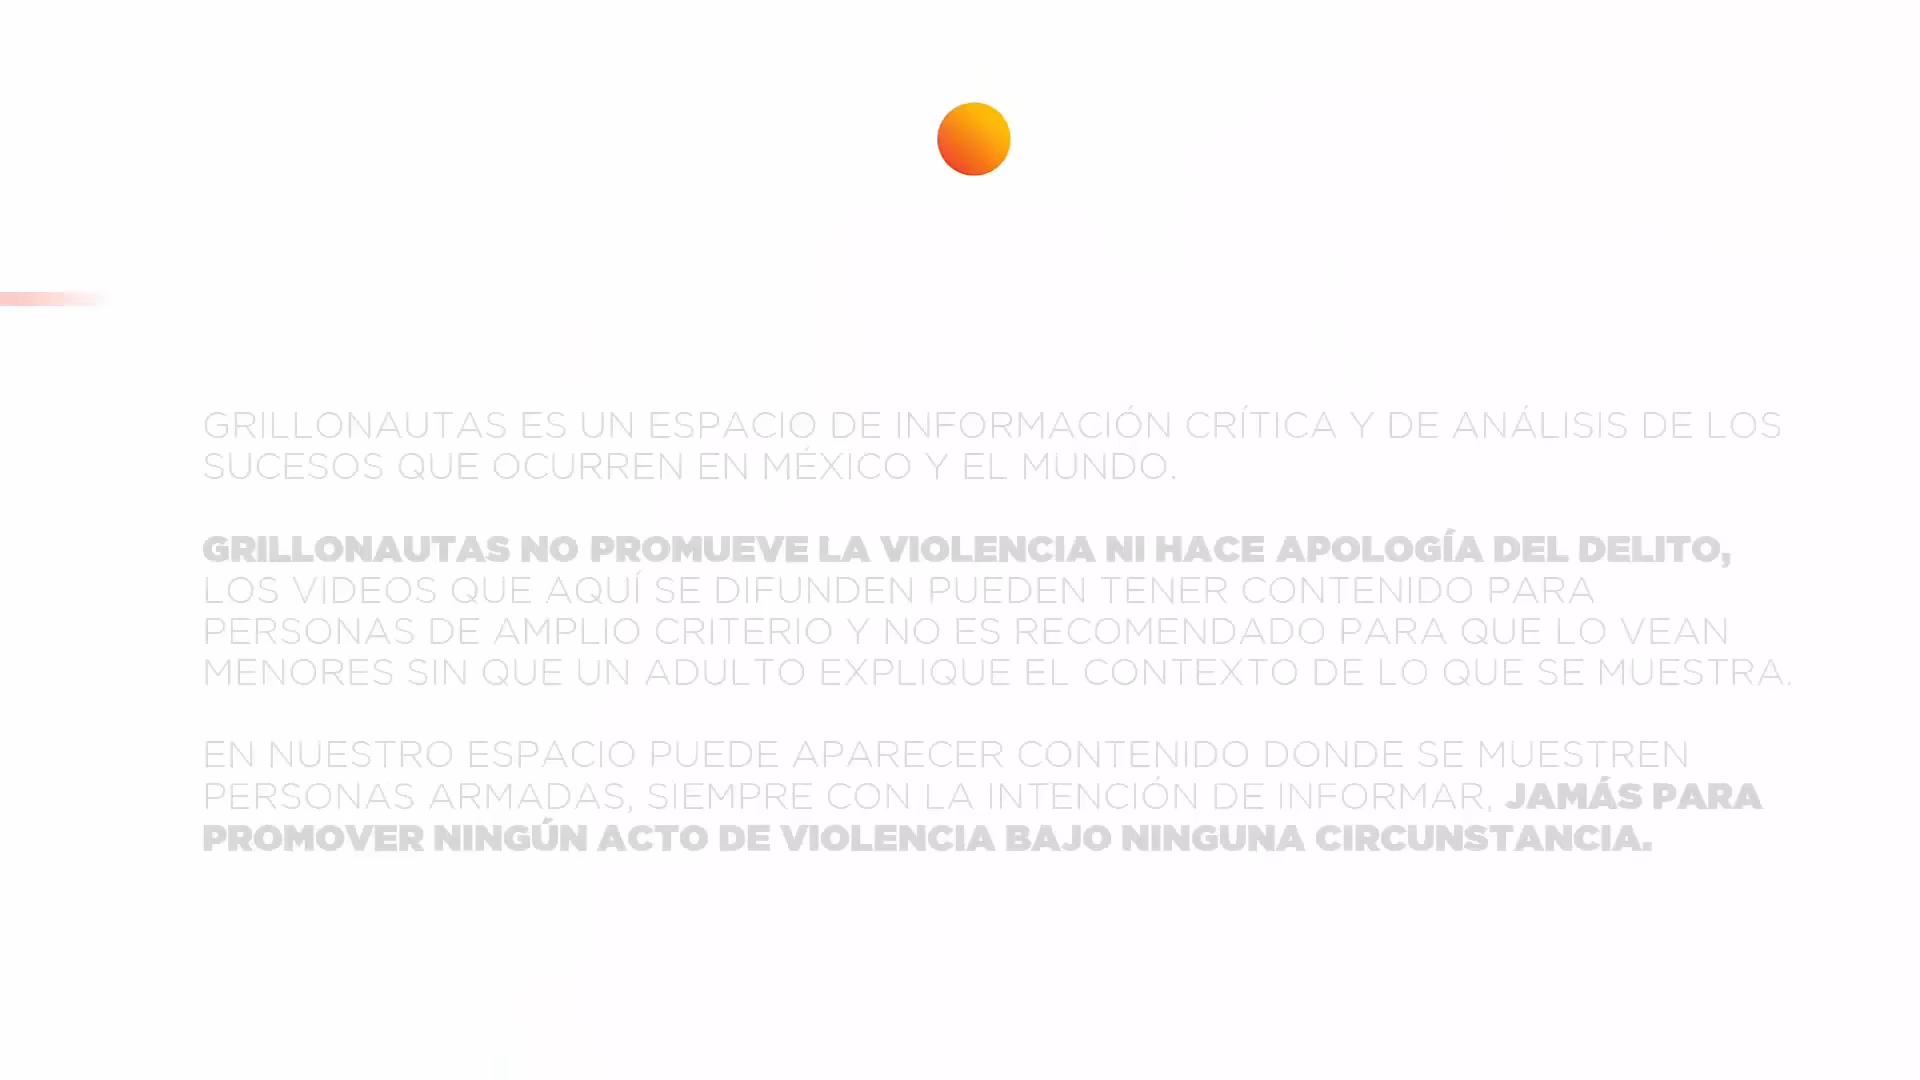 GRILLONAUTAS ES UN ESPACIO DE INFORMACIÓN CRÍTICA Y DE ANÁLISIS DE LOS
SUCESOS QUE OCURREN EN MÉXICO Y EL MUNDO.
GRILLONAUTAS NO PROMUEVE LA VIOLENCIA NI HACE APOLOGÍA DEL DELITO,
LOS VIDEOS QUE AQUÍ SE DIFUNDEN PUEDEN TENER CONTENIDO PARA
PERSONAS DE AMPLIO CRITERIO Y NO ES RECOMENDADO PARA QUE LO VEAN
MENORES SIN QUE UN ADULTO EXPLIQUE EL CONTEXTO DE LO QUE SE MUESTRA.
EN NUESTRO ESPACIO PUEDE APARECER CONTENIDO DONDE SE MUESTREN
PERSONAS ARMADAS, SIEMPRE CON LA INTENCIÓN DE INFORMAR, JAMÁS PARA
PROMOVER NINGÚN ACTO DE VIOLENCIA BAJO NINGUNA CIRCUNSTANCIA.